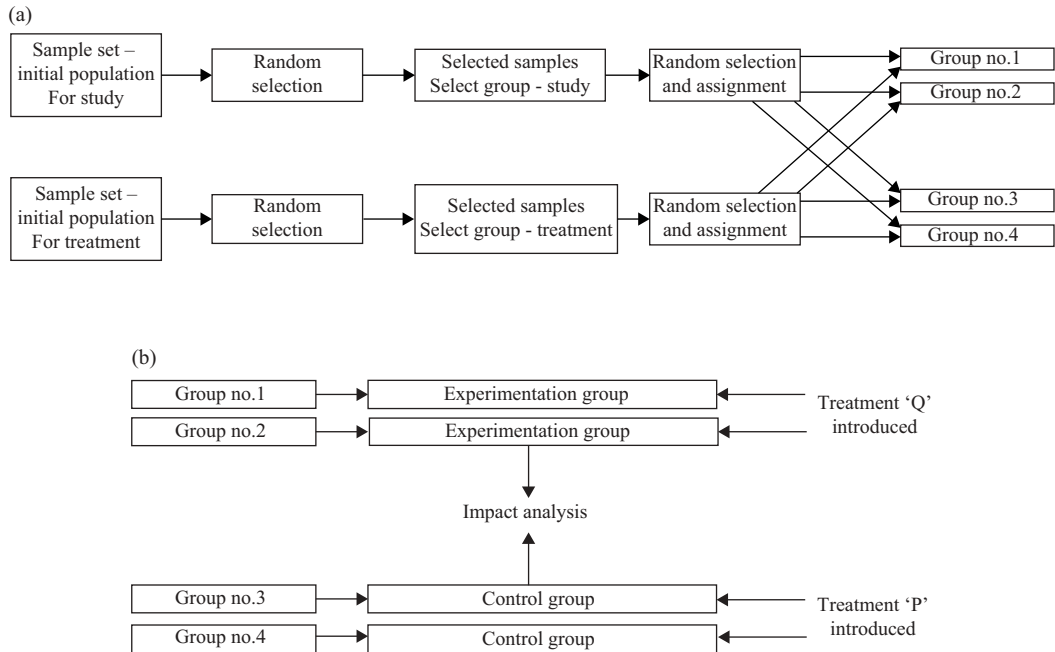 (a)
Sample set –
initial population
For study
Random
selection
Selected samples
Select group - study
Random selection
and assignment
Group no.1
Group no.2
Sample set –
initial population
For treatment
Random
selection
Selected samples
Select group - treatment
Random selection
and assignment
Group no.3
Group no.4
(b)
Group no.1
Experimentation group
Group no.2
Experimentation group
Treatment ‘Q’
introduced
Impact analysis
Group no.3
Control group
Group no.4
Control group
Treatment ‘P’
introduced